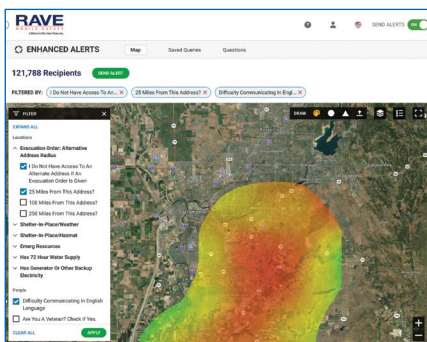 RAVE
MOBILE SAFETY
SEND ALERTS ON
ENHANCED ALERTS Map Saved Queries Questions
121,788 Recipients SEND ALERT
FILTERED BY: I Do Not Have Access To An... X 25 Miles From This Address? X Difficulty Communicating In Engl... X
FILTER X
DRAW
EXPAND ALL
Locations
Evacuation Order: Alternative
Address Radius
I Do Not Have Access To An
Alternate Address If An
Evacuation Order Is Given
25 Miles From This Address?
100 Miles From This Address?
250 Miles From This Address?
Shelter-In-Place/Weather
Shelter-In-Place/Hazmat
Emerg Resources
Has 72 Hour Water Supply
Has Generator Or Other Backup
Electricity
People
Difficulty Communicating In English
Language
Are You A Veteran? Check If Yes.
CLEAR ALL APPLY